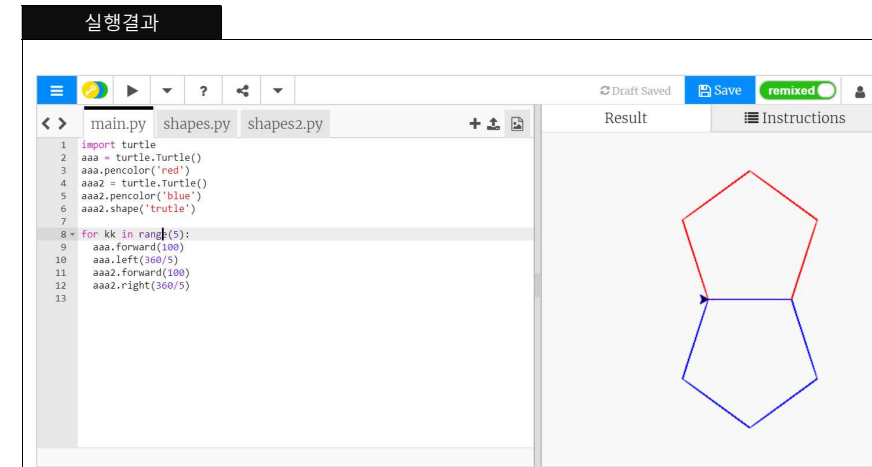 실행결과
?
Draft Saved
Save
remixed
main.py
shapes.py
shapes2.py
Result
Instructions
1 import turtle
2 aaa = turtle.Turtle()
3 aaa.pencolor('red')
4 aaa2 = turtle.Turtle()
5 aaa2.pencolor('blue')
6 aaa2.shape('trutle')
7
8 for kk in range(5):
9 aaa.forward(100)
10 aaa.left(360/5)
11 aaa2.forward(100)
12 aaa2.right(360/5)
13